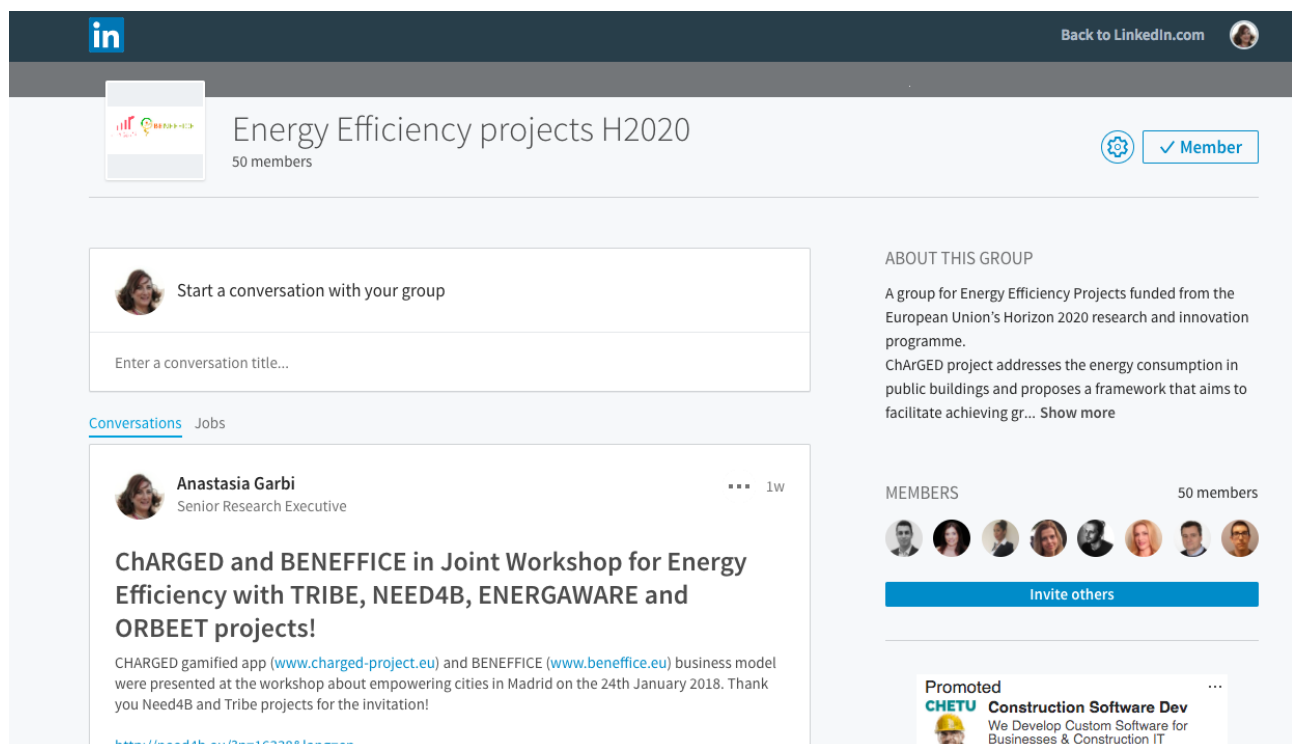 in
Back to LinkedIn.com
Energy Efficiency projects H2020
50 members
Member
Start a conversation with your group
Enter a conversation title...
Conversations Jobs
Anastasia Garbi
Senior Research Executive
1w
ChARGED and BENEFFICE in Joint Workshop for Energy
Efficiency with TRIBE, NEED4B, ENERGAWARE and
ORBEET projects!
CHARGED gamified app (www.charged-project.eu) and BENEFFICE (www.beneffice.eu) business model
were presented at the workshop about empowering cities in Madrid on the 24th January 2018. Thank
you Need4B and Tribe projects for the invitation!
ABOUT THIS GROUP
A group for Energy Efficiency Projects funded from the
European Union's Horizon 2020 research and innovation
programme.
ChArGED project addresses the energy consumption in
public buildings and proposes a framework that aims to
facilitate achieving gr... Show more
MEMBERS
50 members
Invite others
Promoted
CHETU
Construction Software Dev
We Develop Custom Software for
Businesses & Construction IT